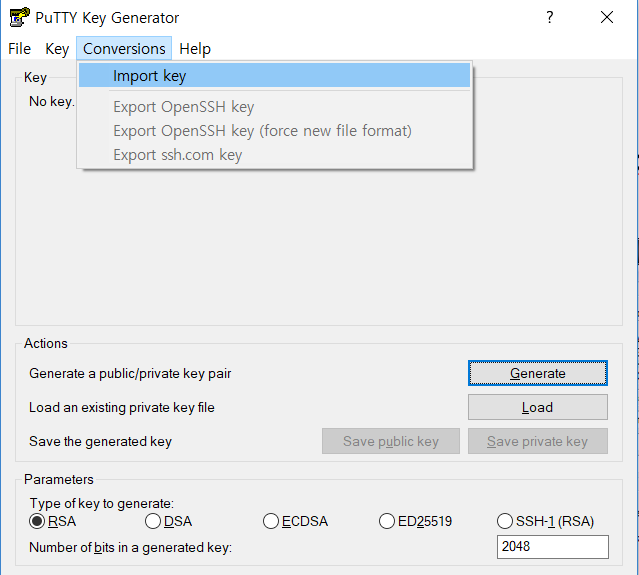 PuTTY Key Generator
File Key Conversions Help
Import key
Export OpenSSH key
Export OpenSSH key (force new file format)
Export ssh.com key
Key
No key.
Actions
Generate a public/private key pair Generate
Load an existing private key file Load
Save the generated key Save public key Save private key
Parameters
Type of key to generate:
RSA DSA ECDSA ED25519 SSH-1 (RSA)
Number of bits in a generated key: 2048